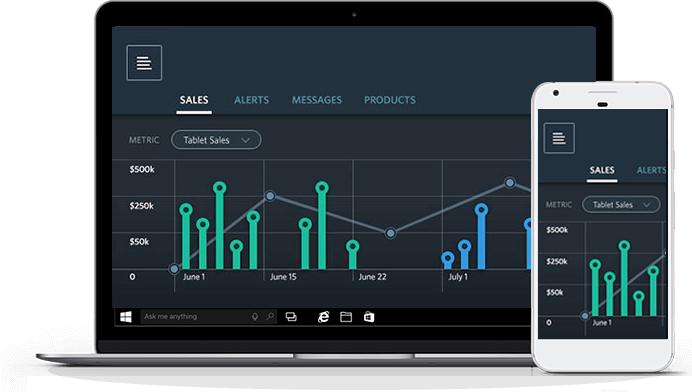 SALES ALERTS MESSAGES PRODUCTS
METRIC Tablet Sales
$500k
$250k
$50k
0
June 1 June 15 June 22 July 1
Ask me anything
SALES ALERTS
METRIC Tablet Sales
$500k
$250k
$50k
0
June 1